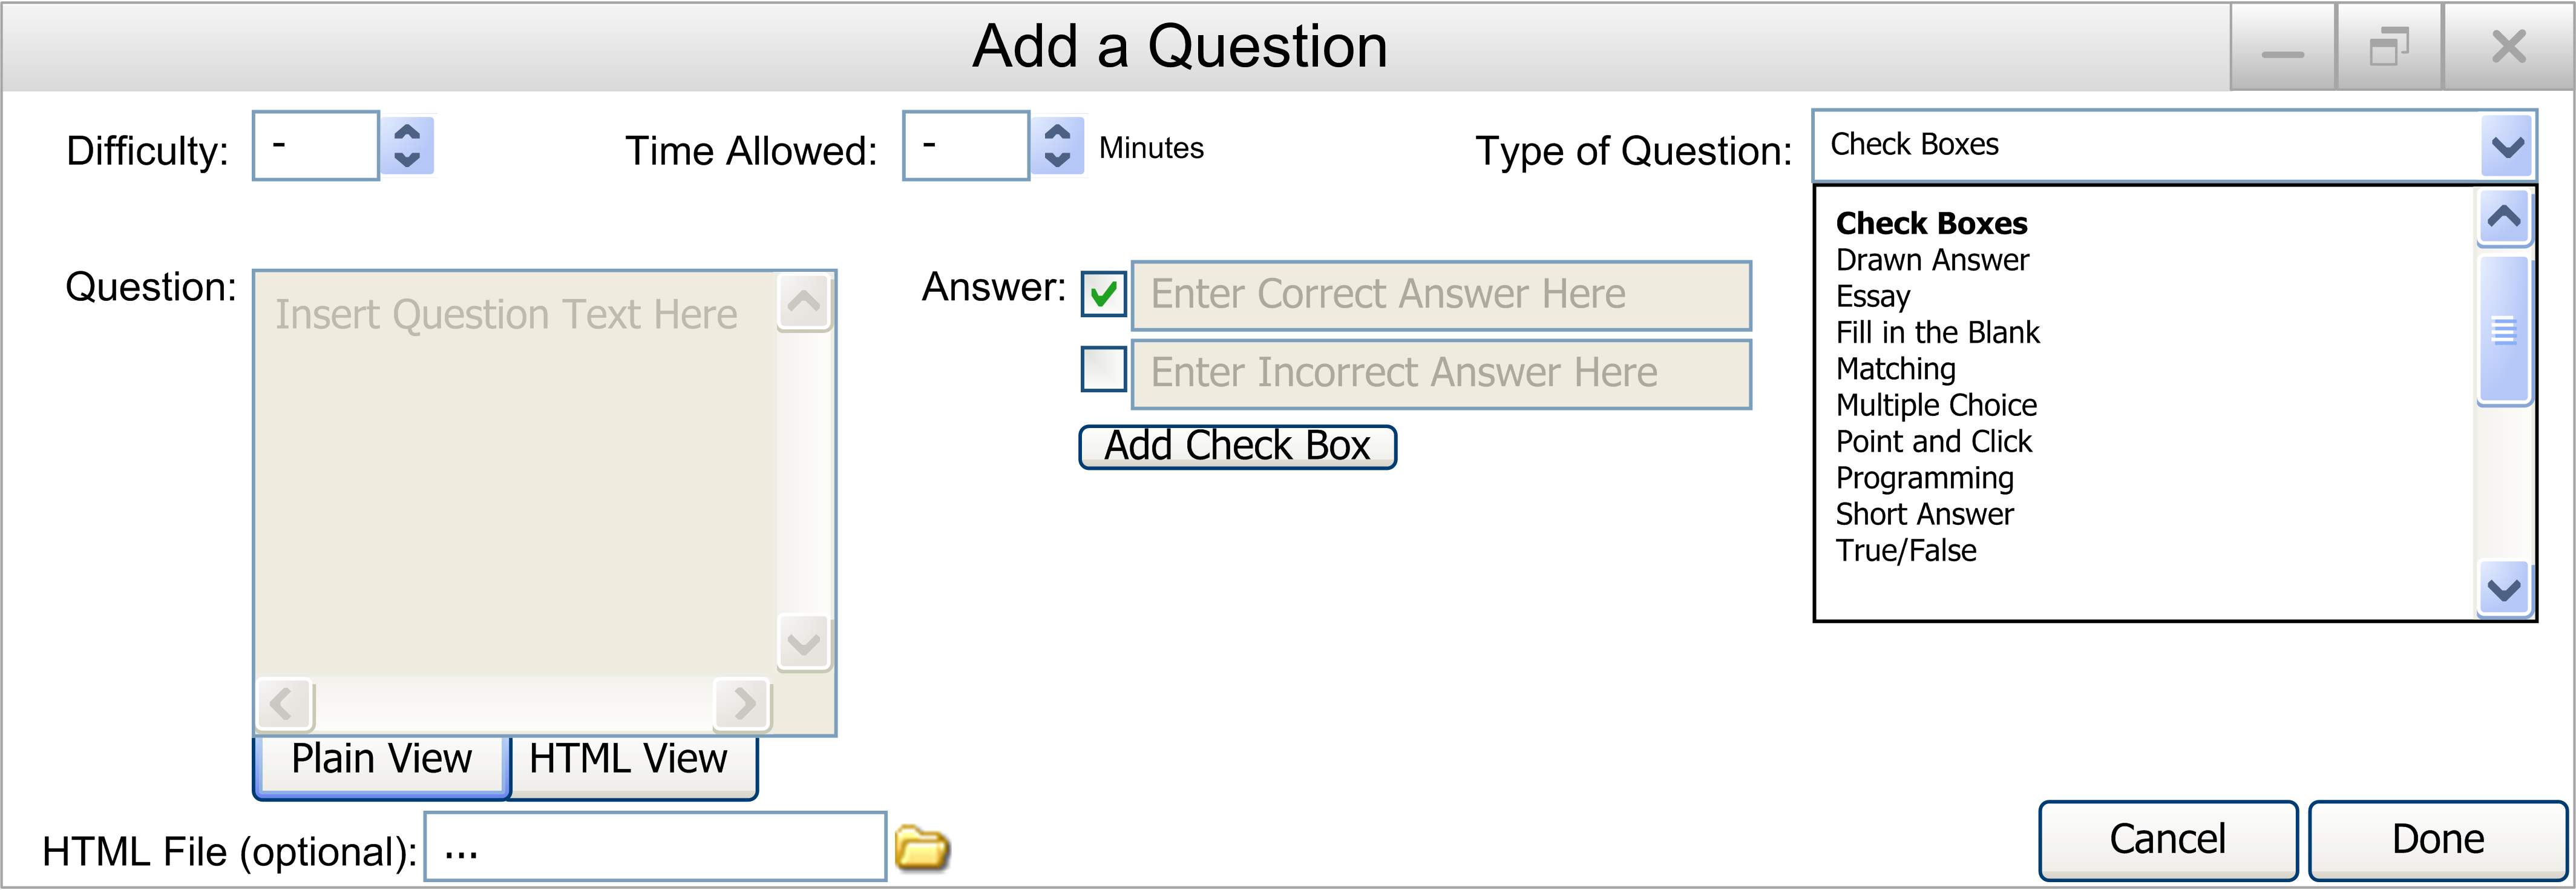 Add a Question
Difficulty: - Time Allowed: - Minutes Type of Question: Check Boxes
Check Boxes
Drawn Answer
Essay
Fill in the Blank
Matching
Multiple Choice
Point and Click
Programming
Short Answer
True/False
Question: Insert Question Text Here
Answer: Enter Correct Answer Here
Enter Incorrect Answer Here
Add Check Box
Plain View HTML View
HTML File (optional): ...
Cancel Done